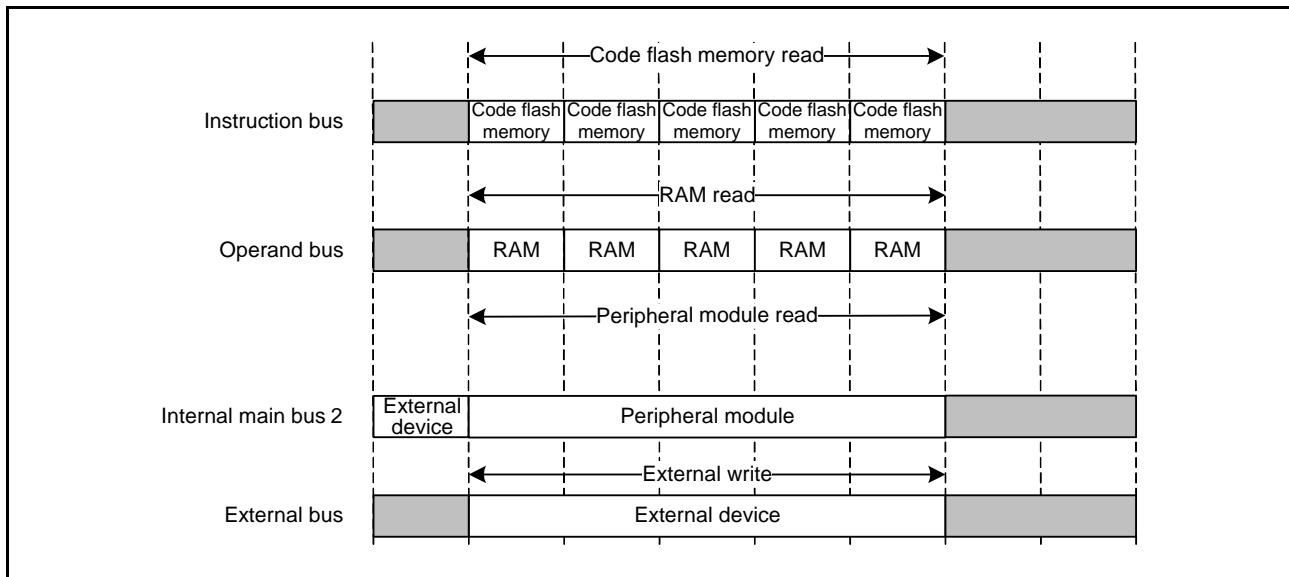 Code flash memory read
Instruction bus
Code flash memory
Code flash memory
Code flash memory
Code flash memory
Code flash memory
RAM read
Operand bus
RAM
RAM
RAM
RAM
RAM
Peripheral module read
Internal main bus 2
External device
Peripheral module
External write
External bus
External device